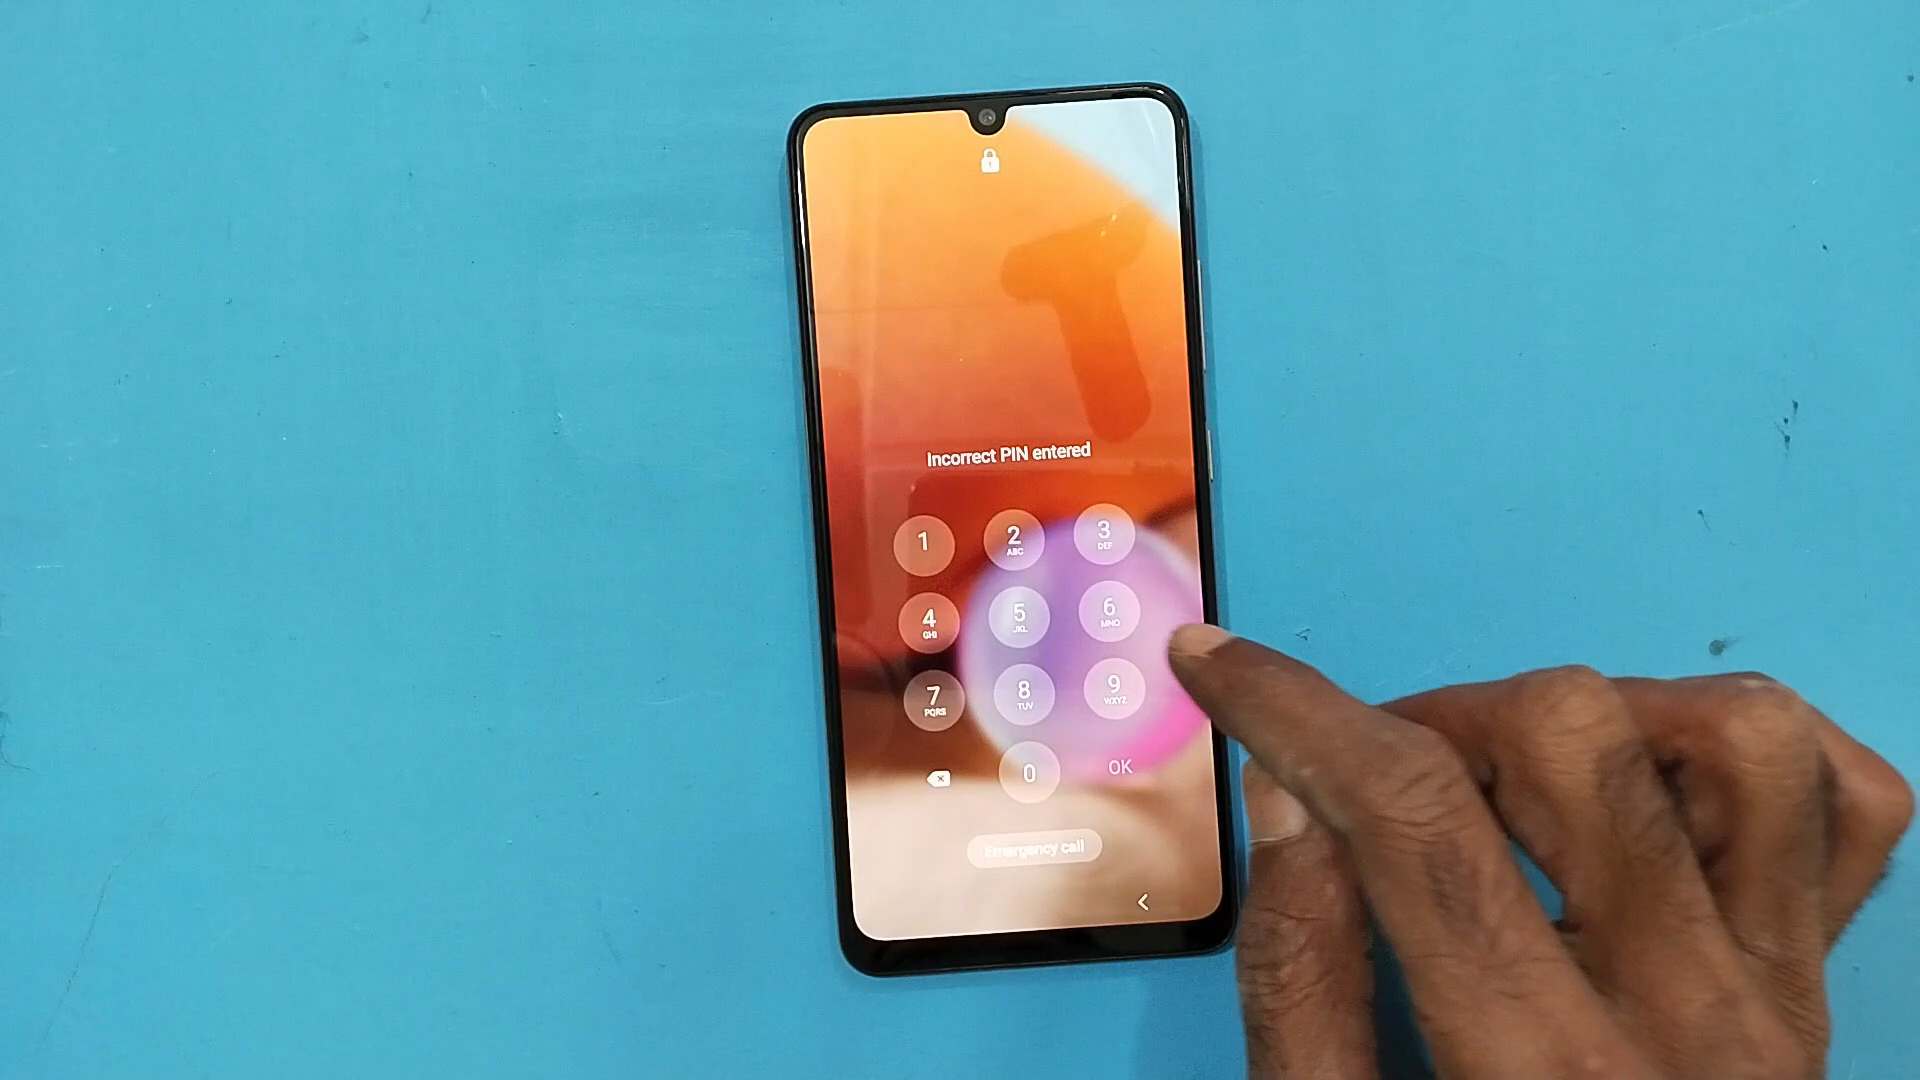 Incorrect PIN entered
1 2 3
ABC DEF
4 5 6
GHI JKL MNO
7 8 9
PQRS TUV WXYZ
0 OK
Emergency call